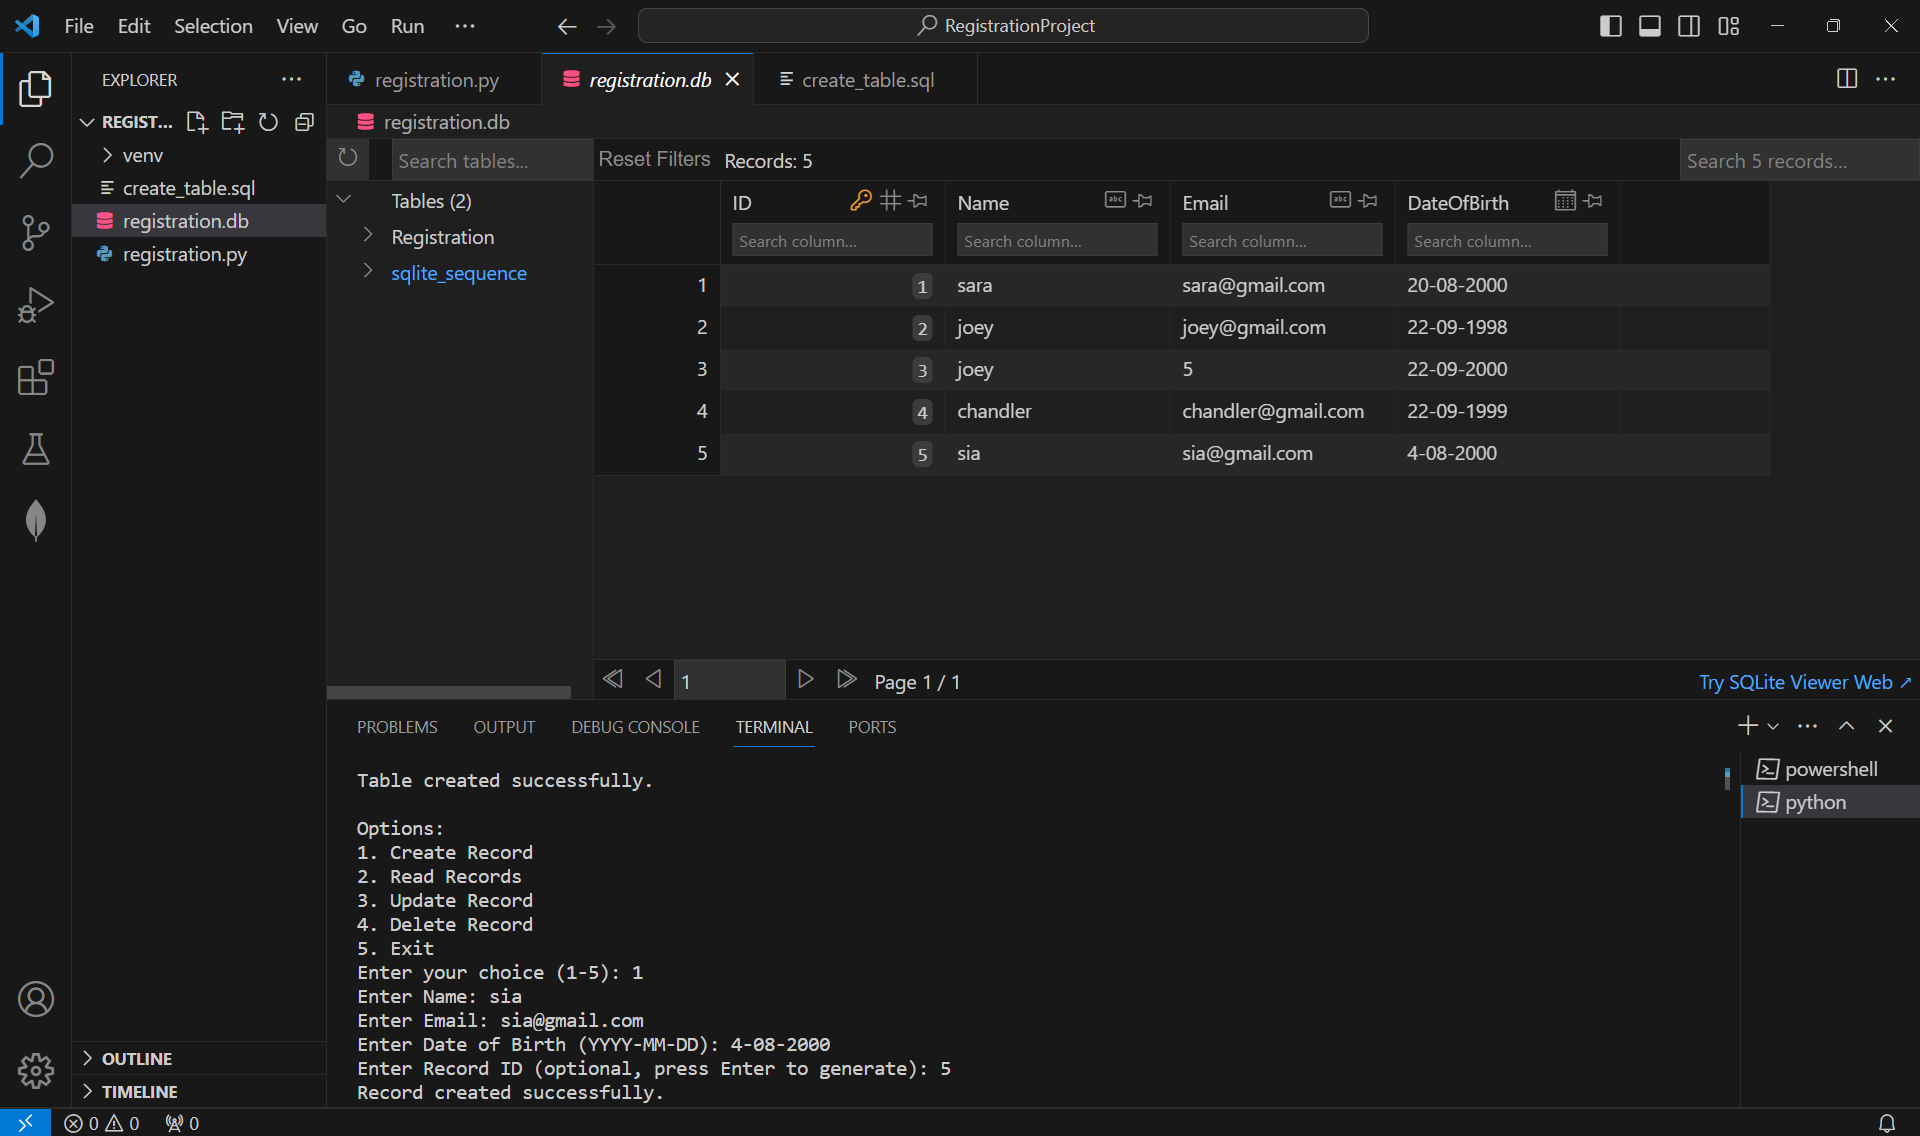 File Edit Selection View Go Run ··· RegistrationProject
EXPLORER ···
REGIST...
venv
create_table.sql
registration.db
registration.py
OUTLINE
TIMELINE
registration.py registration.db create_table.sql
registration.db
Search tables... Reset Filters Records: 5 Search 5 records...
Tables (2)
Registration
sqlite_sequence
ID Name Email DateOfBirth
Search column... Search column... Search column... Search column...
1 1 sara sara@gmail.com 20-08-2000
2 2 joey joey@gmail.com 22-09-1998
3 3 joey 5 22-09-2000
4 4 chandler chandler@gmail.com 22-09-1999
5 5 sia sia@gmail.com 4-08-2000
1 Page 1 / 1 Try SQLite Viewer Web ↗
PROBLEMS OUTPUT DEBUG CONSOLE TERMINAL PORTS
Table created successfully.
Options:
1. Create Record
2. Read Records
3. Update Record
4. Delete Record
5. Exit
Enter your choice (1-5): 1
Enter Name: sia
Enter Email: sia@gmail.com
Enter Date of Birth (YYYY-MM-DD): 4-08-2000
Enter Record ID (optional, press Enter to generate): 5
Record created successfully.
powershell
python
0 0 0